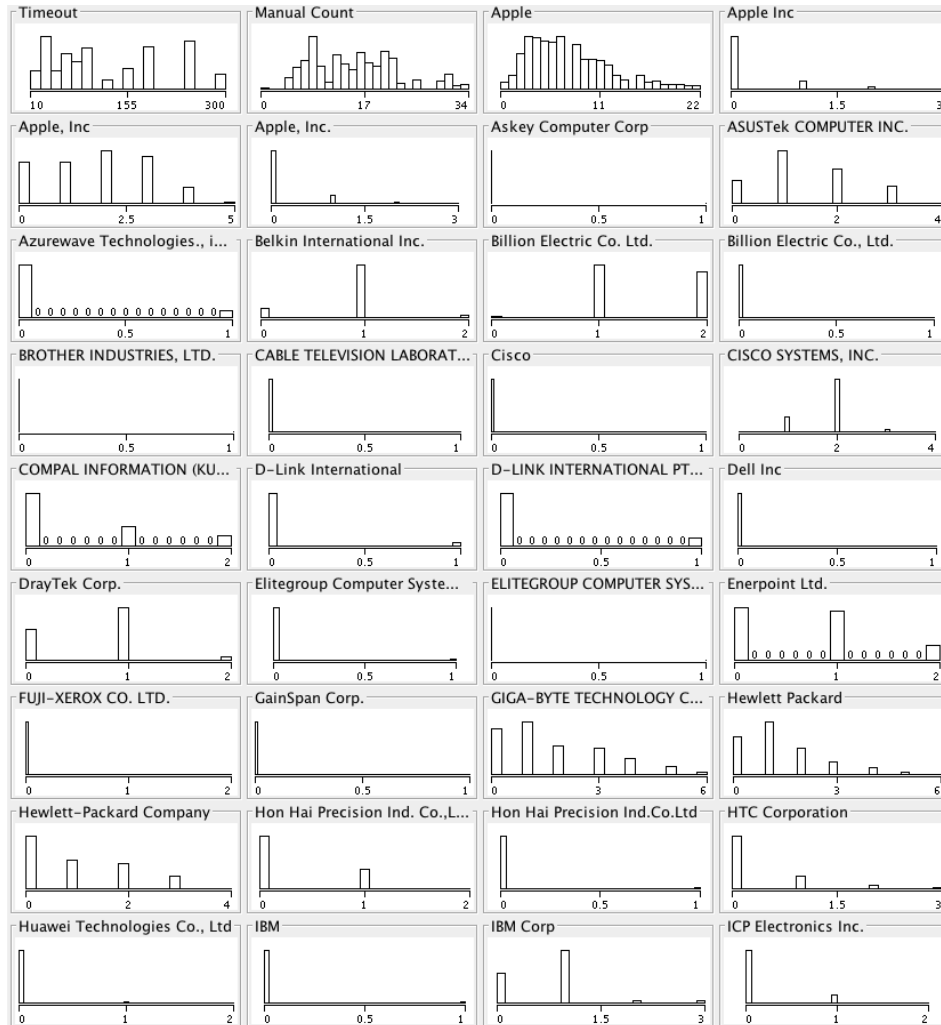 Timeout
10 155 300
Manual Count
0 17 34
Apple
0 11 22
Apple Inc
0 1.5 3
Apple, Inc
0 2.5 5
Apple, Inc.
0 1.5 3
Askey Computer Corp
0 0.5 1
ASUSTek COMPUTER INC.
0 2 4
Azurewave Technologies., i...
0 0 0 0 0 0 0 0 0 0 0 0 0 0 0
0 0.5 1
Belkin International Inc.
0 1 2
Billion Electric Co. Ltd.
0 1 2
Billion Electric Co., Ltd.
0 0.5 1
BROTHER INDUSTRIES, LTD.
0 0.5 1
CABLE TELEVISION LABORAT...
0 0.5 1
Cisco
0 0.5 1
CISCO SYSTEMS, INC.
0 2 4
COMPAL INFORMATION (KU...
0 0 0 0 0 0 0 0 0 0 0 0
0 1 2
D-Link International
0 0.5 1
D-LINK INTERNATIONAL PT...
0 0 0 0 0 0 0 0 0 0 0 0 0 0
0 0.5 1
Dell Inc
0 0.5 1
DrayTek Corp.
0 1 2
Elitegroup Computer Syste...
0 0.5 1
ELITEGROUP COMPUTER SYS...
0 0.5 1
Enerpoint Ltd.
0 0 0 0 0 0 0 0 0 0
0 1 2
FUJI-XEROX CO. LTD.
0 1 2
GainSpan Corp.
0 0.5 1
GIGA-BYTE TECHNOLOGY C...
0 3 6
Hewlett Packard
0 3 6
Hewlett-Packard Company
0 2 4
Hon Hai Precision Ind. Co.,L...
0 1 2
Hon Hai Precision Ind.Co.Ltd
0 0.5 1
HTC Corporation
0 1.5 3
Huawei Technologies Co., Ltd
0 1 2
IBM
0 0.5 1
IBM Corp
0 1.5 3
ICP Electronics Inc.
0 1 2